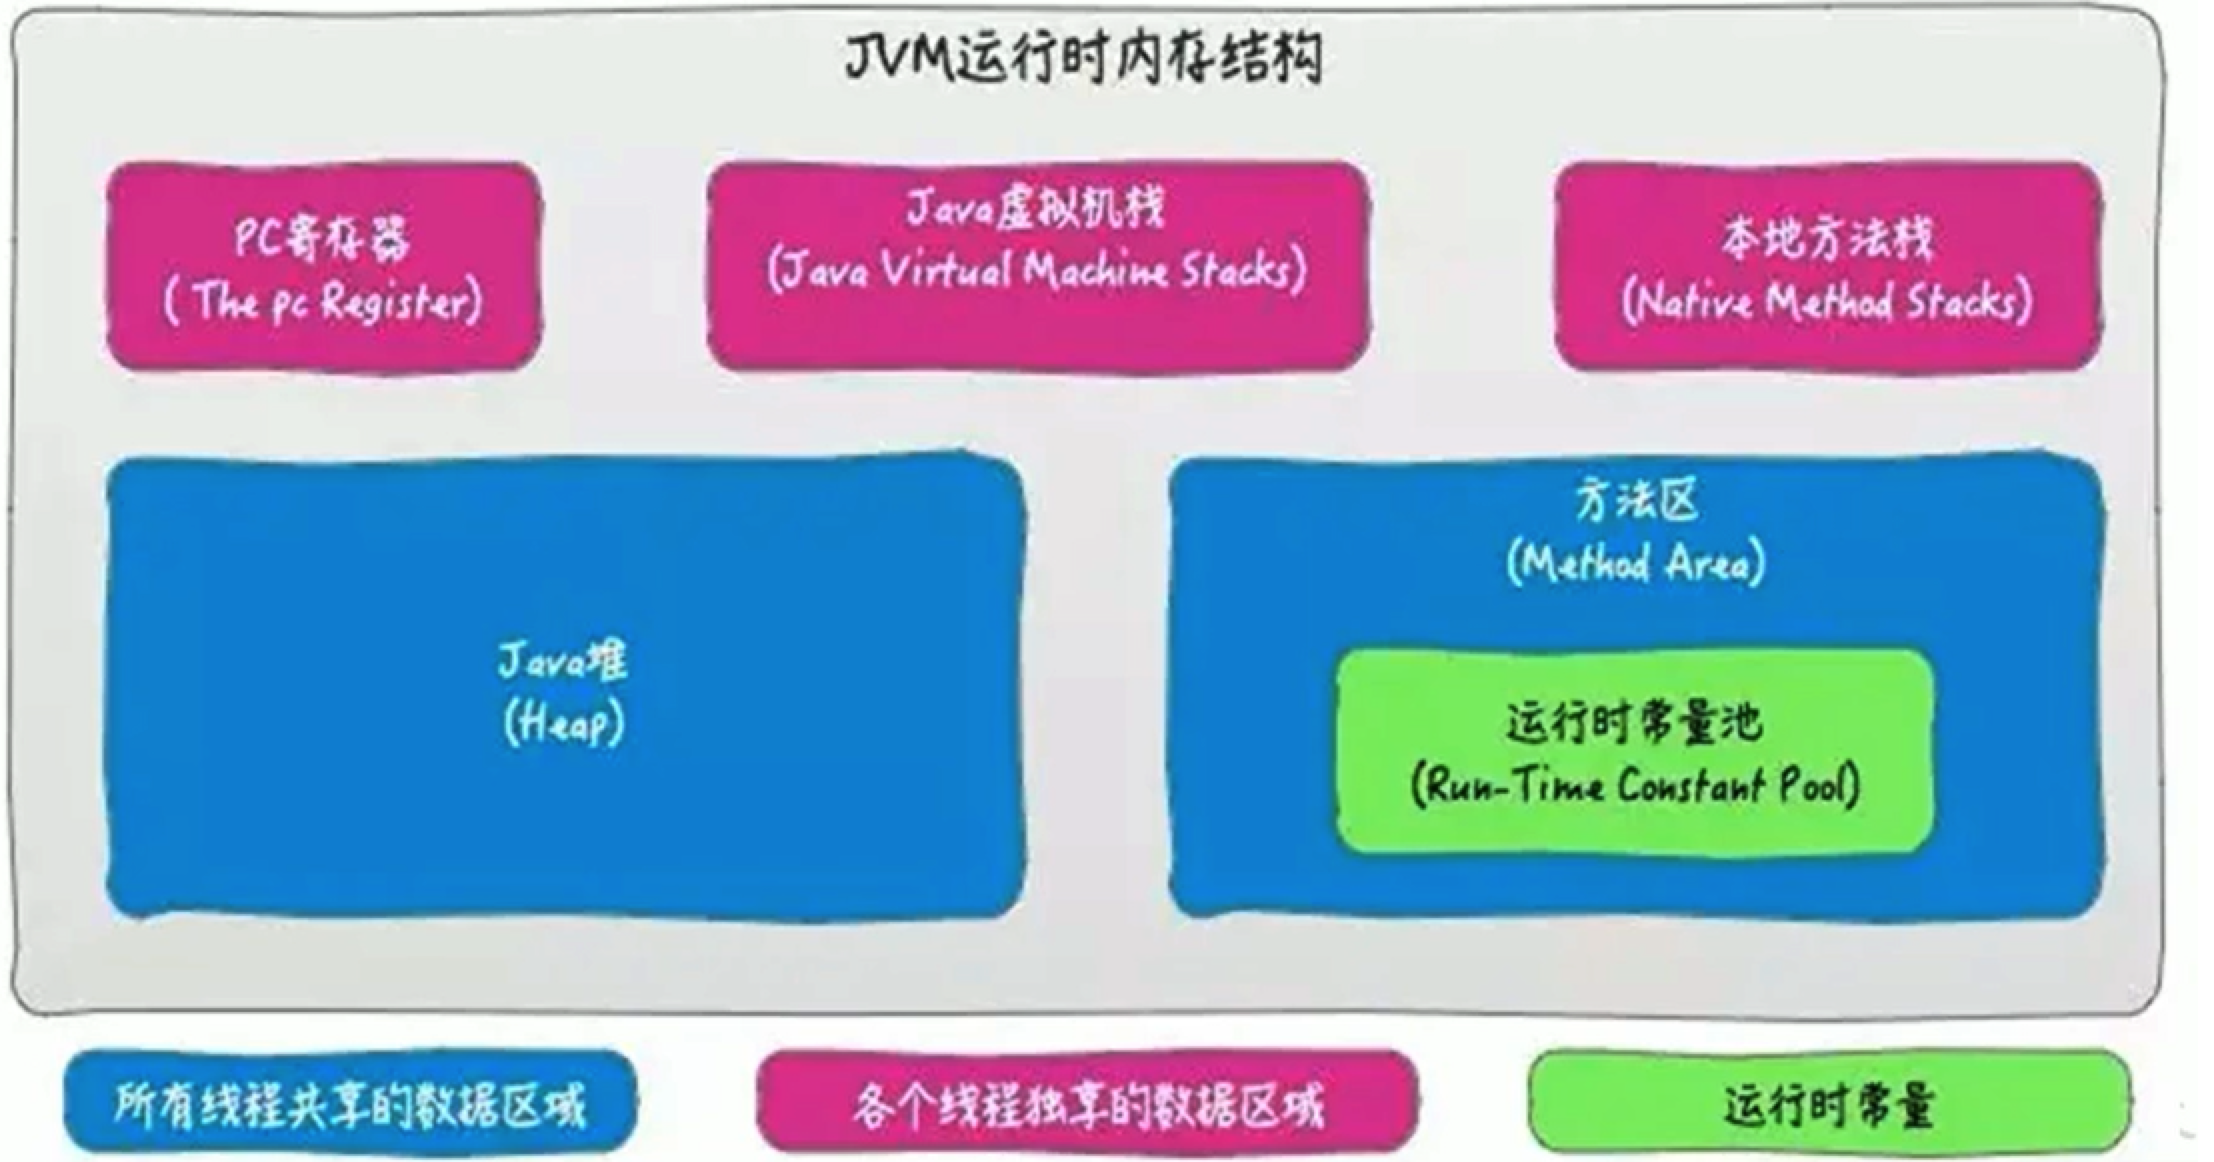 JVM运行时内存结构
PC寄存器
( The pc Register)
Java虚拟机栈
(Java Virtual Machine Stacks)
本地方法栈
(Native Method Stacks)
Java堆
(Heap)
方法区
(Method Area)
运行时常量池
(Run-Time Constant Pool)
所有线程共享的数据区域
各个线程独享的数据区域
运行时常量